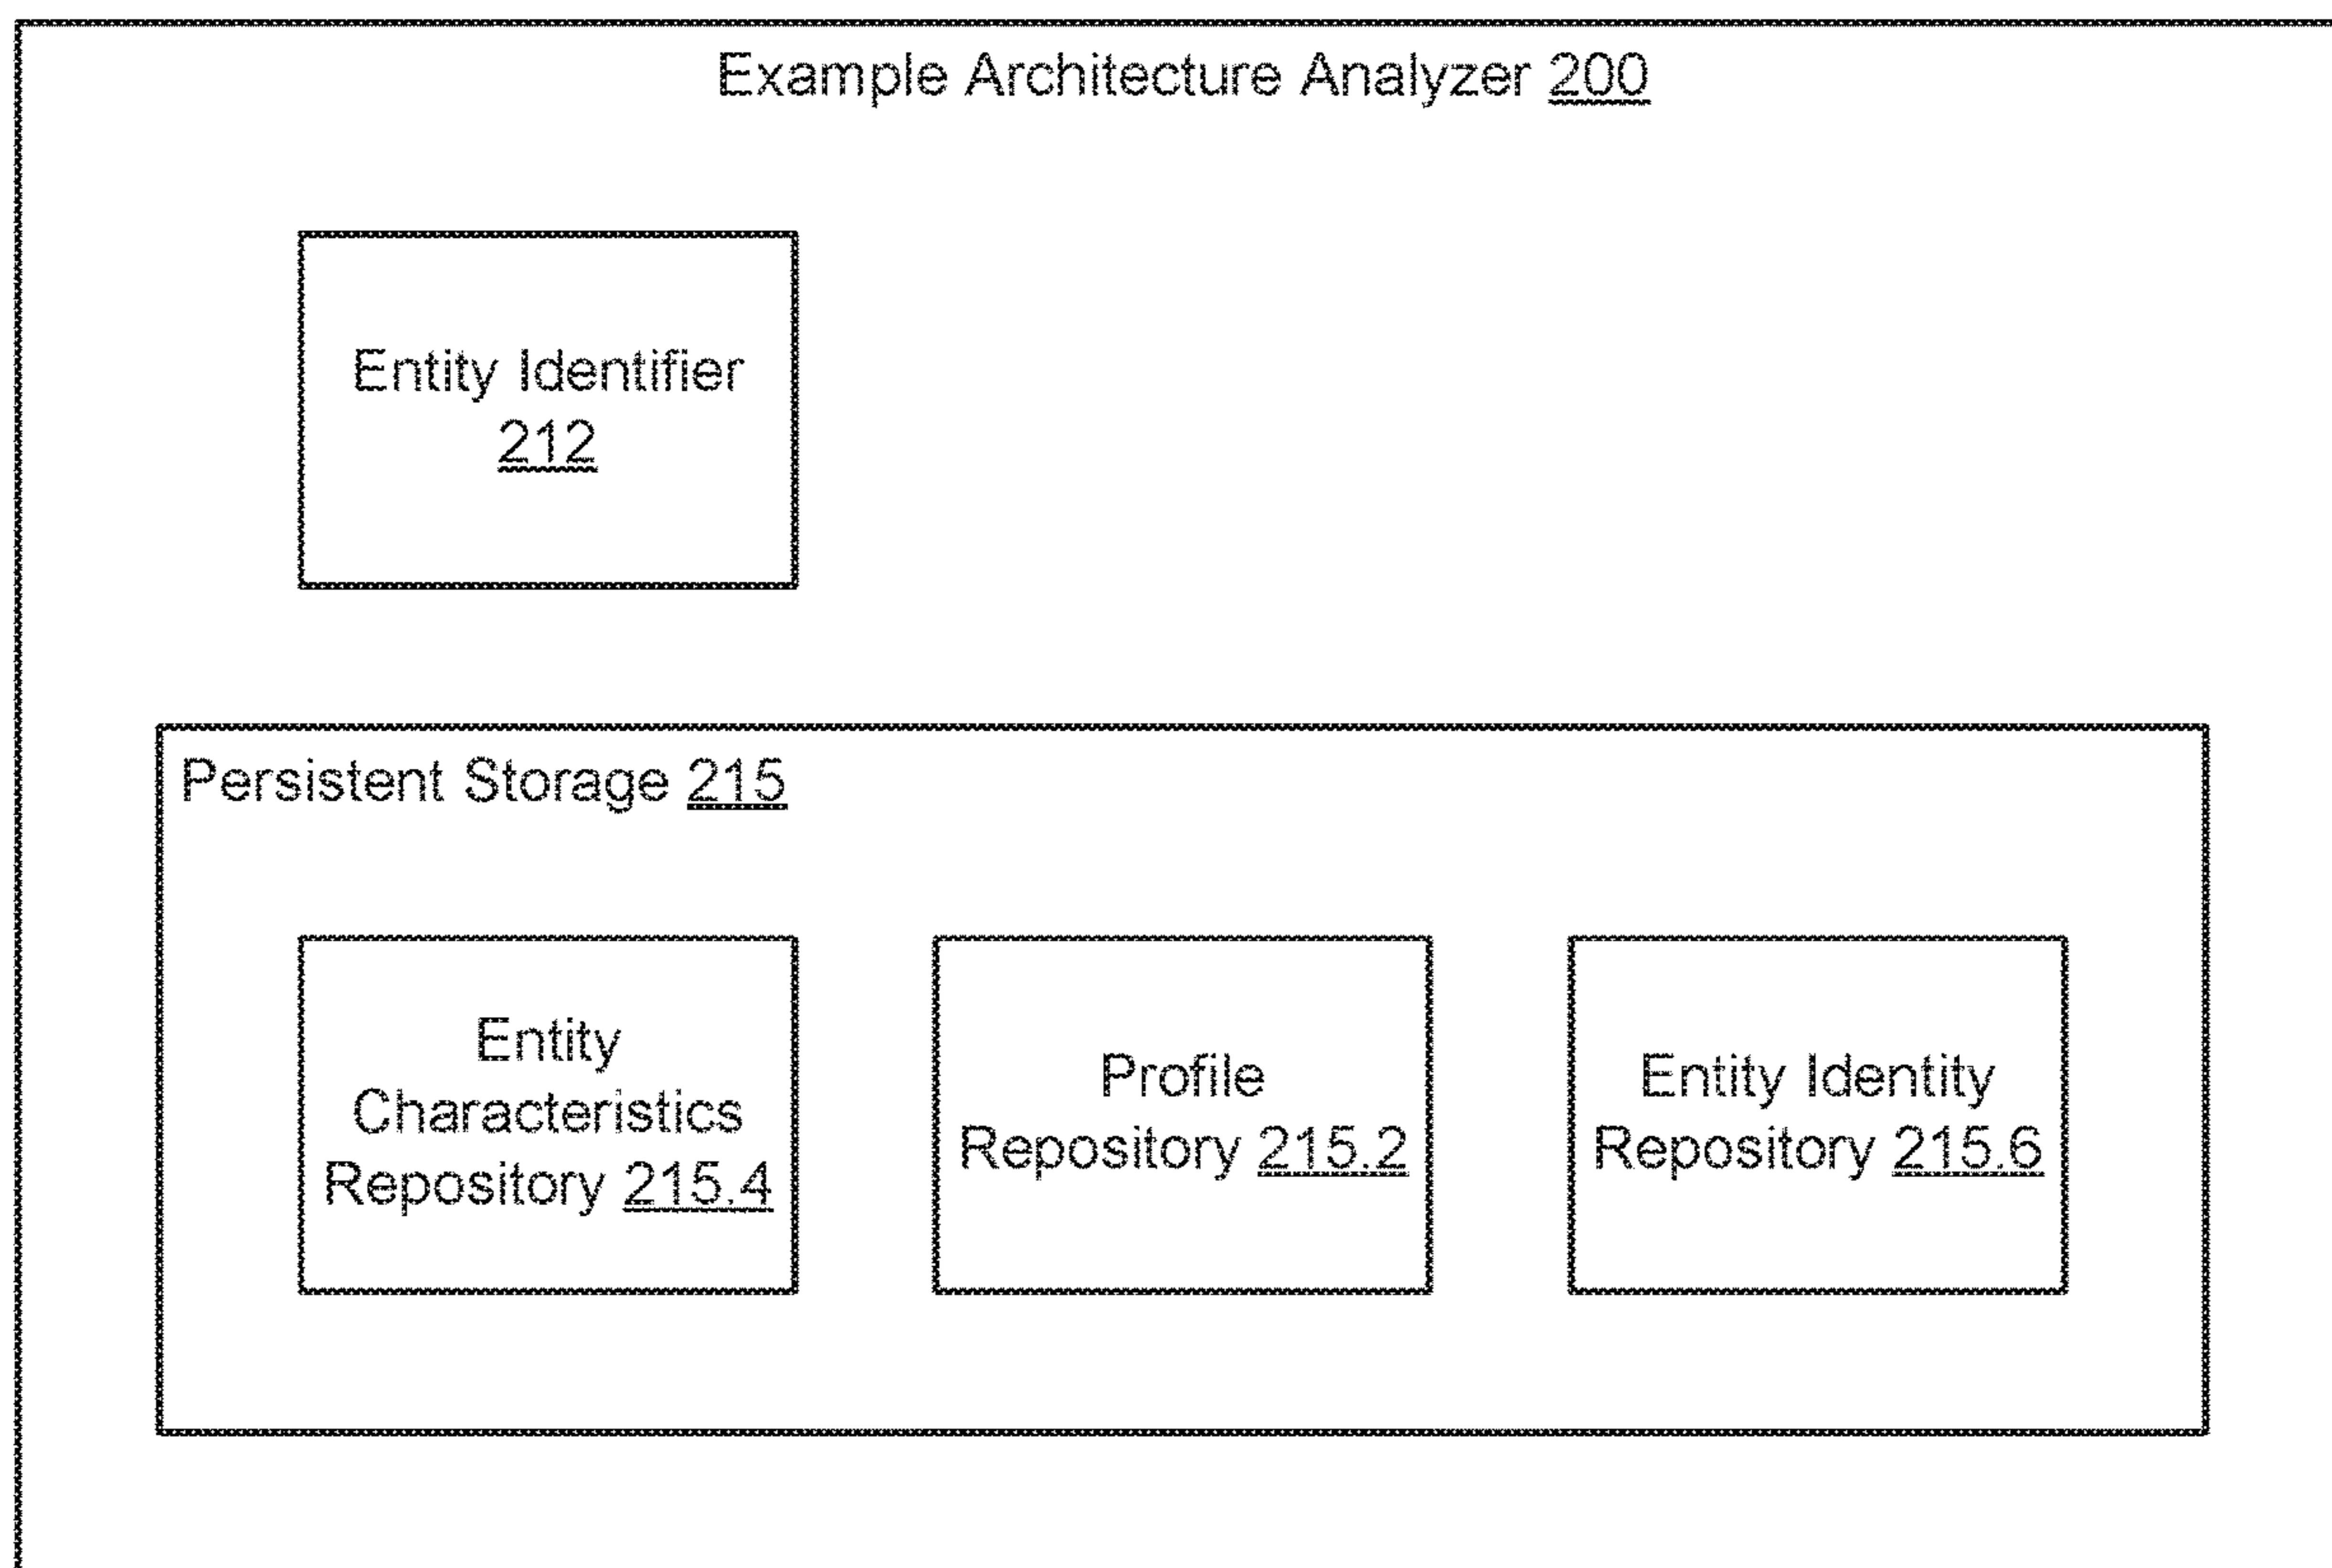 Example Architecture Analyzer 200
Entity Identifier
212
Persistent Storage 215
Entity
Characteristics
Repository 215.4
Profile
Repository 215.2
Entity Identity
Repository 215.6